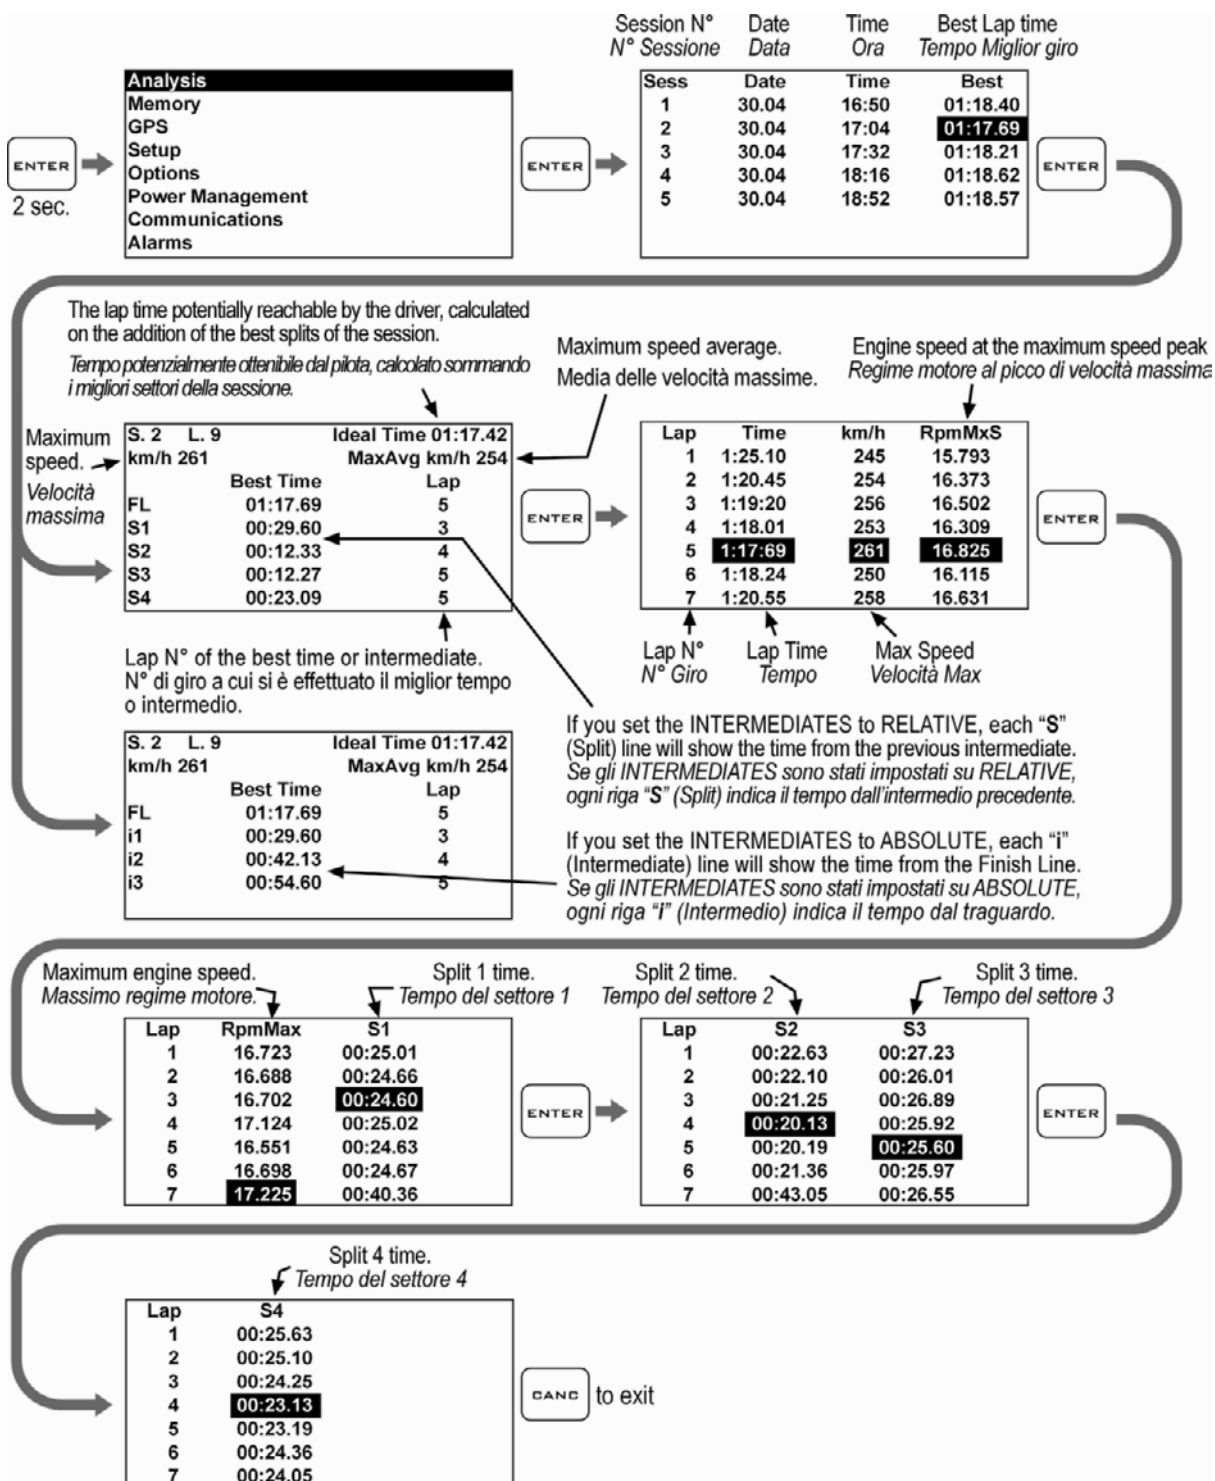 Session N° Date Time Best Lap time
N° Sessione Data Ora Tempo Miglior giro
Analysis
Memory
GPS
Setup
Options
Power Management
Communications
Alarms
ENTER
2 sec.
ENTER
Sess Date Time Best
1 30.04 16:50 01:18.40
2 30.04 17:04 01:17.69
3 30.04 17:32 01:18.21
4 30.04 18:16 01:18.62
5 30.04 18:52 01:18.57
ENTER
The lap time potentially reachable by the driver, calculated
on the addition of the best splits of the session.
Tempo potenzialmente ottenibile dal pilota, calcolato sommando
i migliori settori della sessione.
Maximum speed average.
Media delle velocità massime.
Engine speed at the maximum speed peak
Regime motore al picco di velocità massima
Maximum
speed.
Velocità
massima
S. 2 L. 9 Ideal Time 01:17.42
km/h 261 MaxAvg km/h 254
Best Time Lap
FL 01:17.69 5
S1 00:29.60 3
S2 00:12.33 4
S3 00:12.27 5
S4 00:23.09 5
ENTER
Lap Time km/h RpmMxS
1 1:25.10 245 15.793
2 1:20.45 254 16.373
3 1:19:20 256 16.502
4 1:18.01 253 16.309
5 1:17:69 261 16.825
6 1:18.24 250 16.115
7 1:20.55 258 16.631
ENTER
Lap N° Lap Time Max Speed
N° Giro Tempo Velocità Max
Lap N° of the best time or intermediate.
N° di giro a cui si è effettuato il miglior tempo
o intermedio.
S. 2 L. 9 Ideal Time 01:17.42
km/h 261 MaxAvg km/h 254
Best Time Lap
FL 01:17.69 5
i1 00:29.60 3
i2 00:42.13 4
i3 00:54.60 5
If you set the INTERMEDIATES to RELATIVE, each “S”
(Split) line will show the time from the previous intermediate.
Se gli INTERMEDIATES sono stati impostati su RELATIVE,
ogni riga “S” (Split) indica il tempo dall'intermedio precedente.
If you set the INTERMEDIATES to ABSOLUTE, each “i”
(Intermediate) line will show the time from the Finish Line.
Se gli INTERMEDIATES sono stati impostati su ABSOLUTE,
ogni riga “i” (Intermedio) indica il tempo dal traguardo.
Maximum engine speed. Split 1 time. Split 2 time. Split 3 time.
Massimo regime motore. Tempo del settore 1 Tempo del settore 2 Tempo del settore 3
Lap RpmMax S1
1 16.723 00:25.01
2 16.688 00:24.66
3 16.702 00:24.60
4 17.124 00:25.02
5 16.551 00:24.63
6 16.698 00:24.67
7 17.225 00:40.36
ENTER
Lap S2 S3
1 00:22.63 00:27.23
2 00:22.10 00:26.01
3 00:21.25 00:26.89
4 00:20.13 00:25.92
5 00:20.19 00:25.60
6 00:21.36 00:25.97
7 00:43.05 00:26.55
ENTER
Split 4 time.
Tempo del settore 4
Lap S4
1 00:25.63
2 00:25.10
3 00:24.25
4 00:23.13
5 00:23.19
6 00:24.36
7 00:24.05
CANC to exit